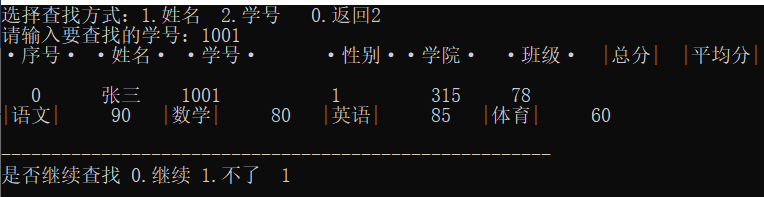 选择查找方式：1.姓名  2.学号   0.返回2
请输入要查找的学号：1001
·序号· ·姓名· ·学号·          ·性别··学院·  ·班级·  |总分|  |平均分|
0      张三    1001           1         315     78
|语文|     90   |数学|     80   |英语|     85   |体育|     60
_______________________________________________________
是否继续查找 0.继续 1.不了  1